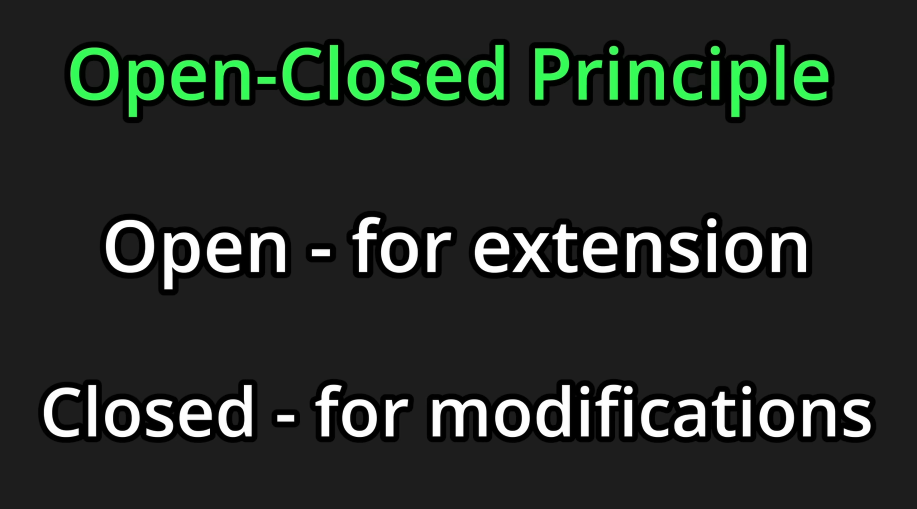 Open-Closed Principle
Open - for extension
Closed - for modifications